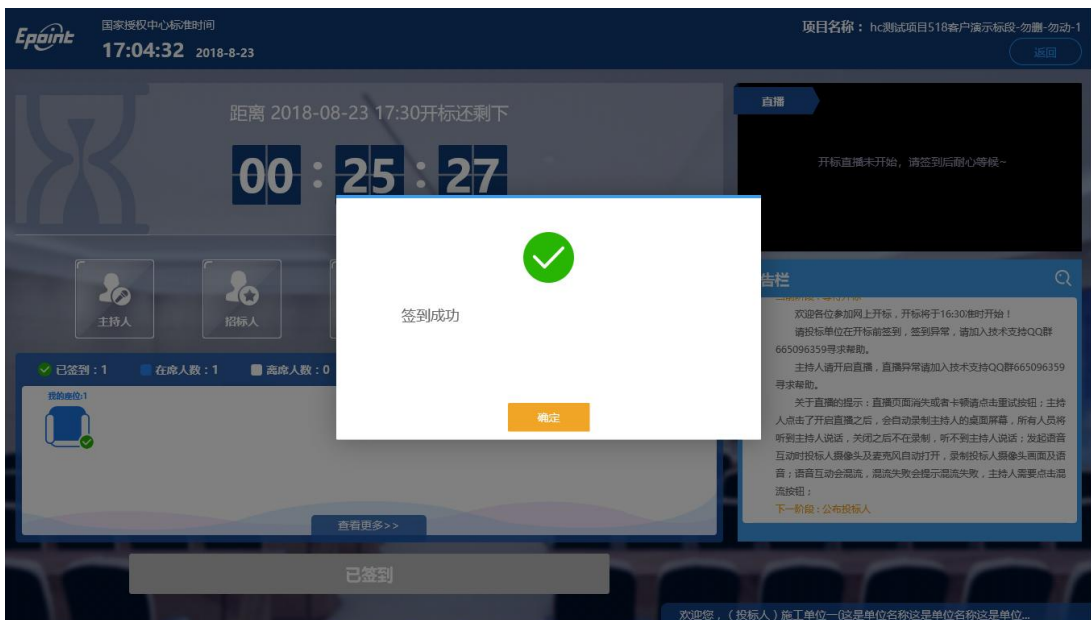 Epoint
国家授权中心标准时间
17:04:32 2018-8-23
项目名称：hc测试项目518客户演示标段-勿删-勿动-1
返回
距离 2018-08-23 17:30开标还剩下
00 : 25 : 27
直播
开标直播未开始，请签到后耐心等候~
签到成功
确定
主持人
招标人
已签到：1 在席人数：1 离席人数：0
我的座位:1
查看更多>>
已签到
告栏
欢迎各位参加网上开标，开标将于16:30准时开始！
请投标单位在开标前签到，签到异常，请加入技术支持QQ群
665096359寻求帮助。
主持人请开启直播，直播异常请加入技术支持QQ群665096359
寻求帮助。
关于直播的提示：直播页面消失或者卡顿请点击重试按钮；主持
人点击了开启直播之后，会自动录制主持人的桌面屏幕，所有人员将
听到主持人说话，关闭之后不在录制，听不到主持人说话；发起语音
互动时投标人摄像头及麦克风自动打开，录制投标人摄像头画面及语
音；语音互动会混流，混流失败会提示混流失败，主持人需要点击混
流按钮；
下一阶段：公布投标人
欢迎您，（投标人）施工单位一(这是单位名称这是单位名称这是单位...